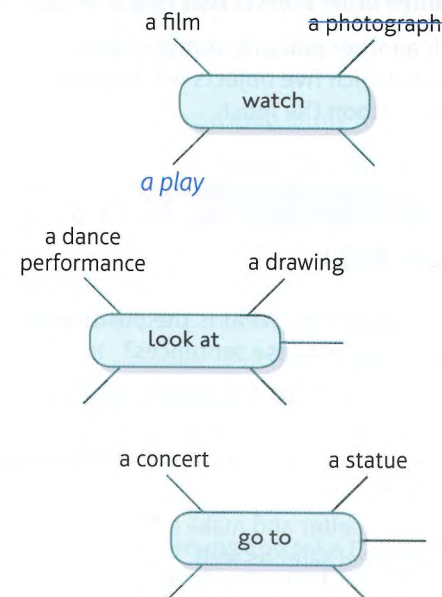 a film
a photograph
watch
a play
a dance
performance
a drawing
look at
a concert
a statue
go to